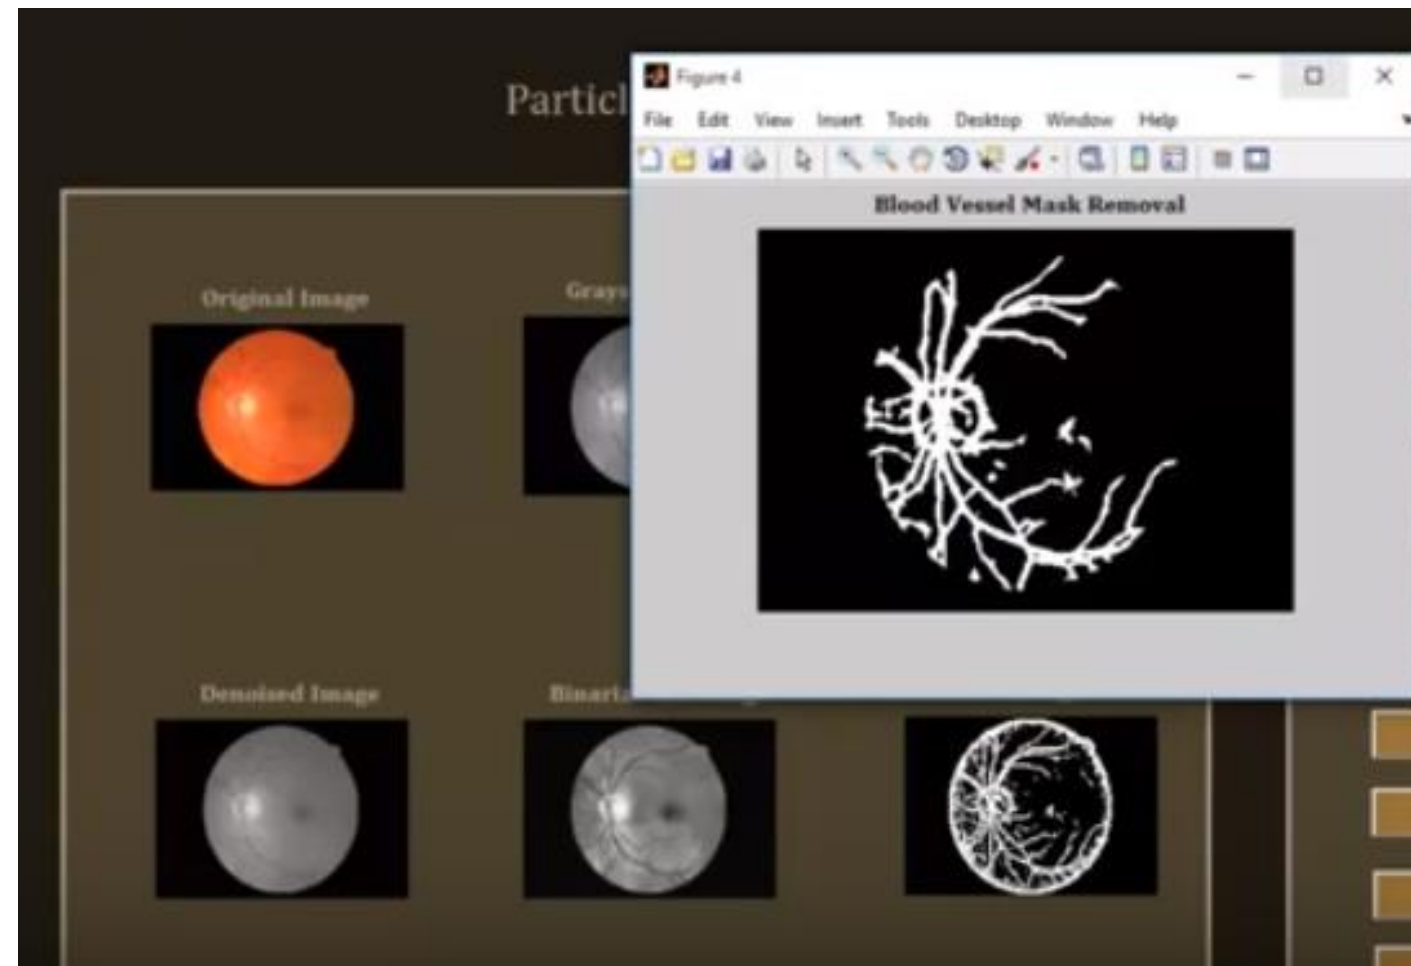 Particl
Figure 4
File Edit View Insert Tools Desktop Window Help
Blood Vessel Mask Removal
Original Image
Grays
Denoised Image
Binari